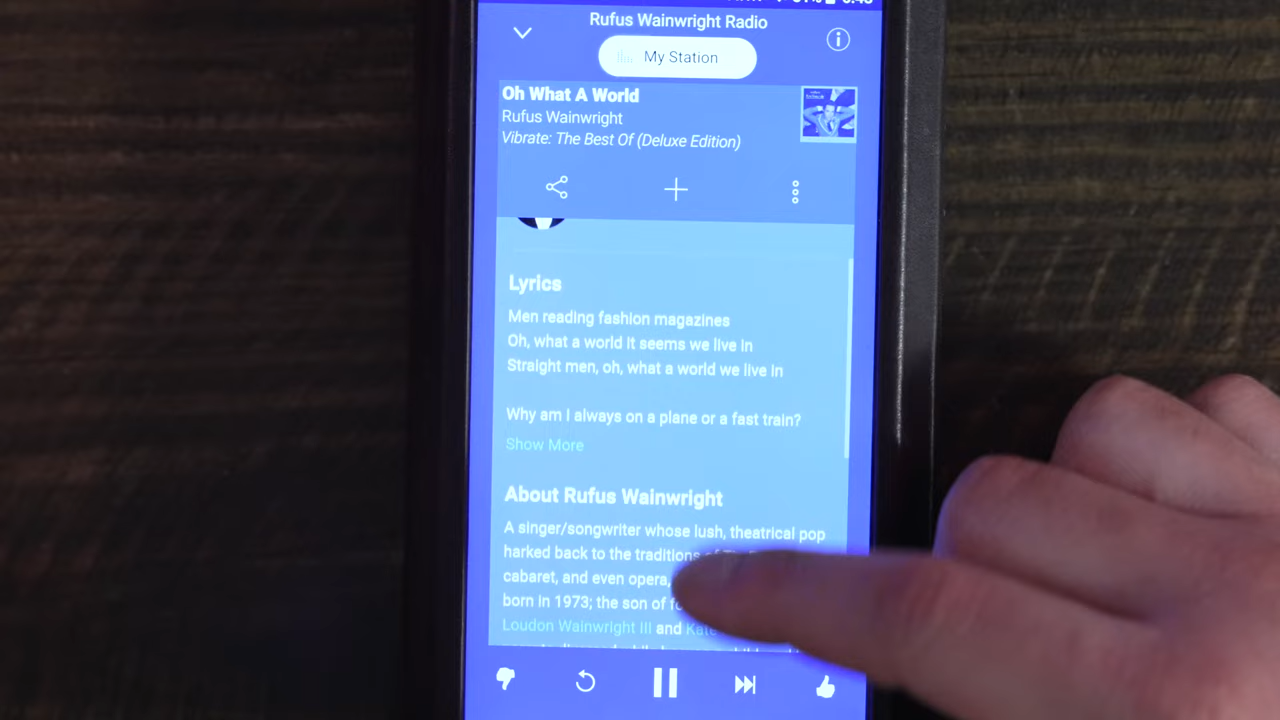 Rufus Wainwright Radio
My Station
Oh What A World
Rufus Wainwright
Vibrate: The Best Of (Deluxe Edition)
Lyrics
Men reading fashion magazines
Oh, what a world it seems we live in
Straight men, oh, what a world we live in
Why am I always on a plane or a fast train?
Show More
About Rufus Wainwright
A singer/songwriter whose lush, theatrical pop
harked back to the traditions of
cabaret, and even opera,
born in 1973; the son of
Loudon Wainwright III and Kate